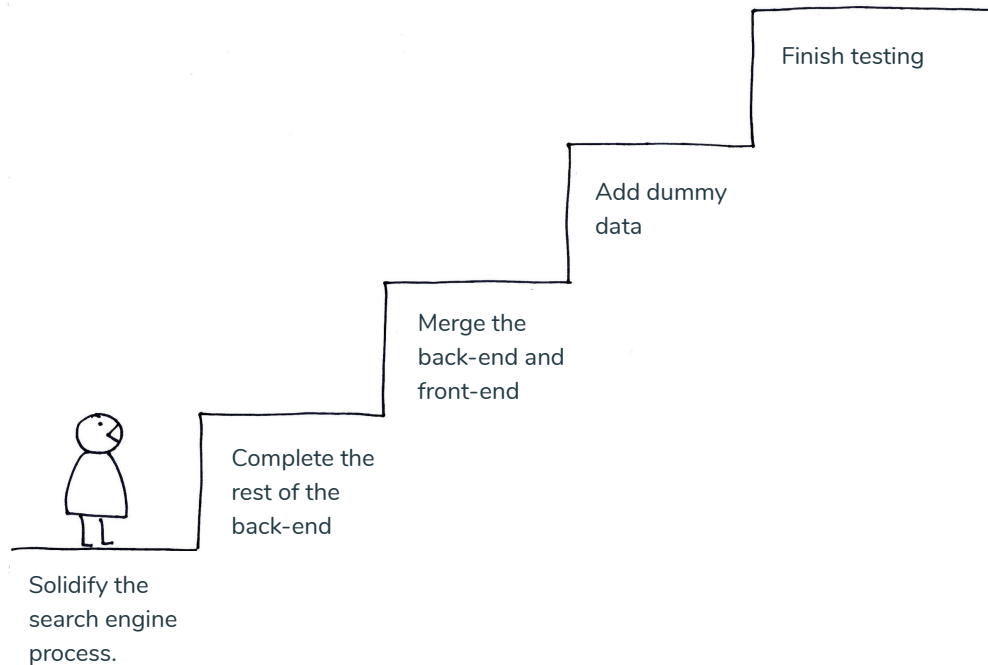 Finish testing
Add dummy
data
Merge the
back-end and
front-end
Complete the
rest of the
back-end
Solidify the
search engine
process.